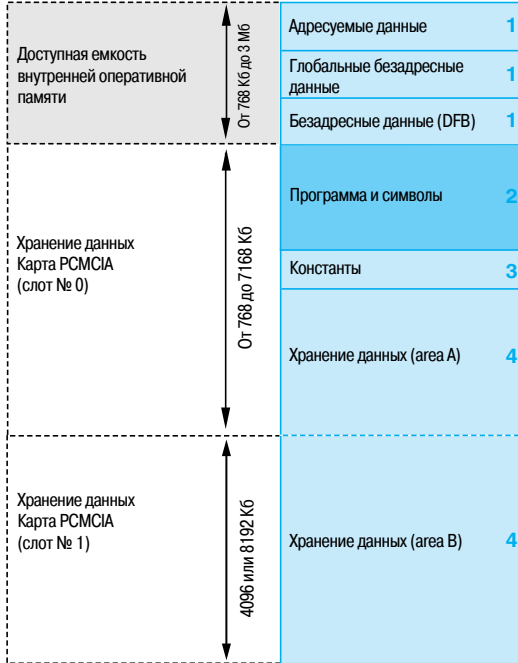 Доступная емкость
внутренней оперативной
памяти
От 768 Кб до 3 Мб
Адресуемые данные 1
Глобальные безадресные
данные 1
Безадресные данные (DFB) 1
Хранение данных
Карта PCMCIA
(слот № 0)
От 768 до 7168 Кб
Программа и символы 2
Константы 3
Хранение данных (area A) 4
Хранение данных
Карта PCMCIA
(слот № 1)
4096 или 8192 Кб
Хранение данных (area B) 4